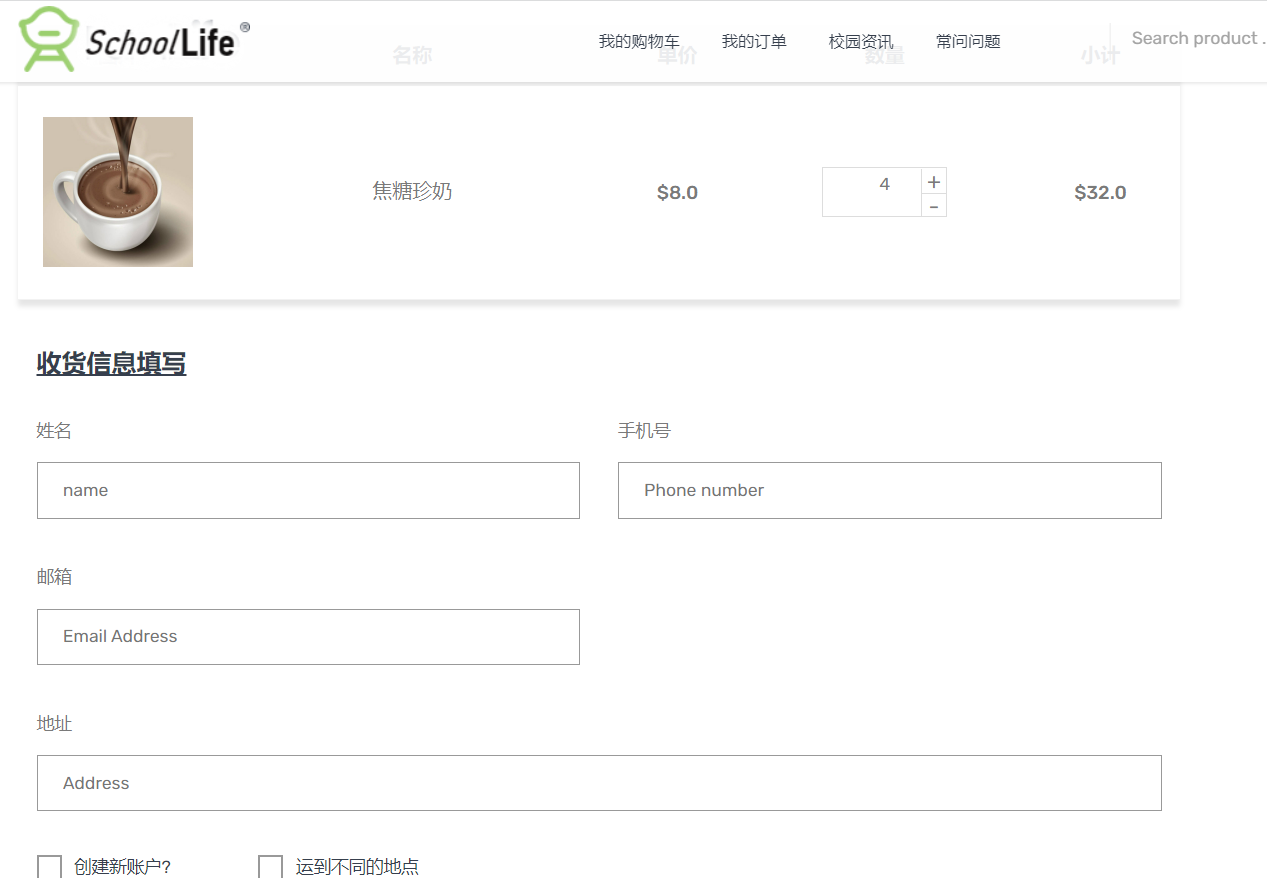 SchoolLife ®
我的购物车 我的订单 校园资讯 常问问题 Search product .
名称 单价 数量 小计
焦糖珍奶 $8.0 4 + - $32.0
收货信息填写
姓名 手机号
name Phone number
邮箱
Email Address
地址
Address
创建新账户? 运到不同的地点